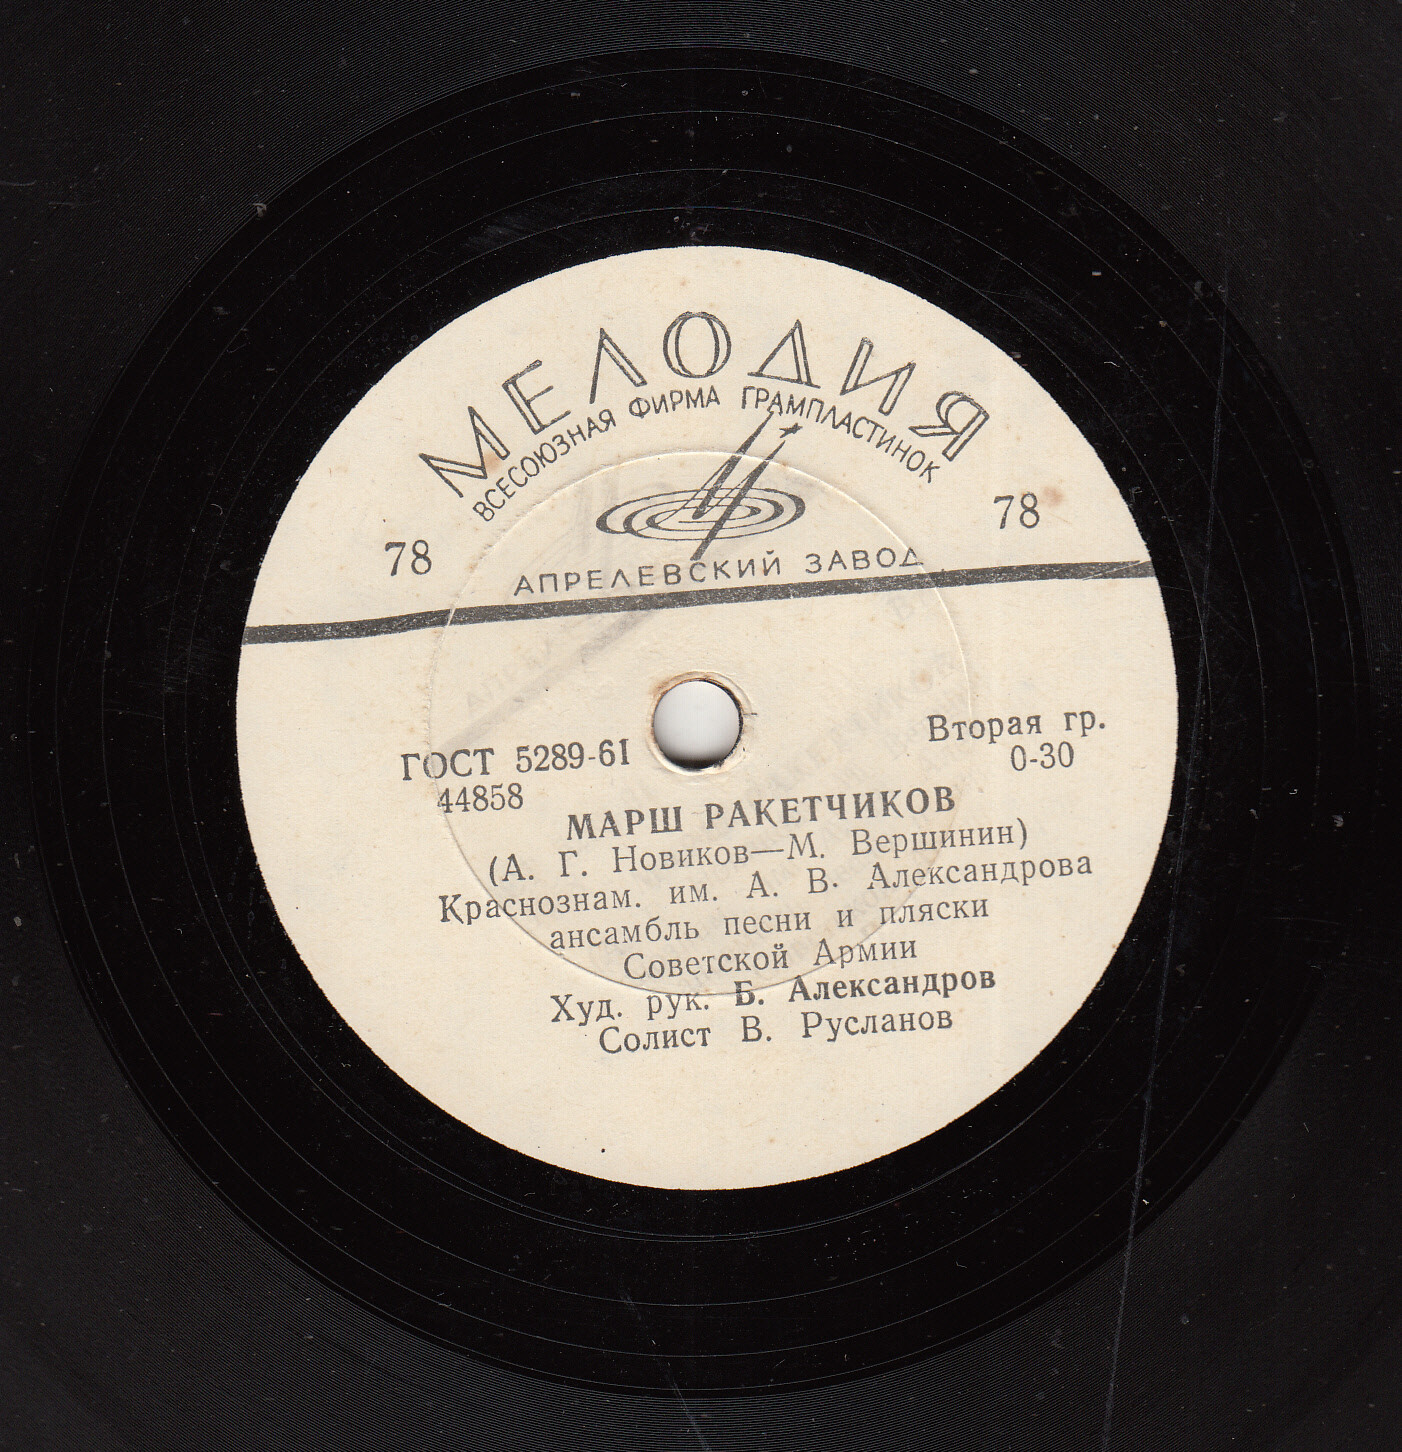 МЕЛОДИЯ
ВСЕСОЮЗНАЯ ФИРМА ГРАМПЛАСТИНОК
78
78
АПРЕЛЕВСКИЙ ЗАВОД
ГОСТ 5289-61
Вторая гр.
44858
0-30
МАРШ РАКЕТЧИКОВ
(А. Г. Новиков—М. Вершинин)
Краснознам. им. А. В. Александрова
ансамбль песни и пляски
Советской Армии
Худ. рук. Б. Александров
Солист В. Русланов